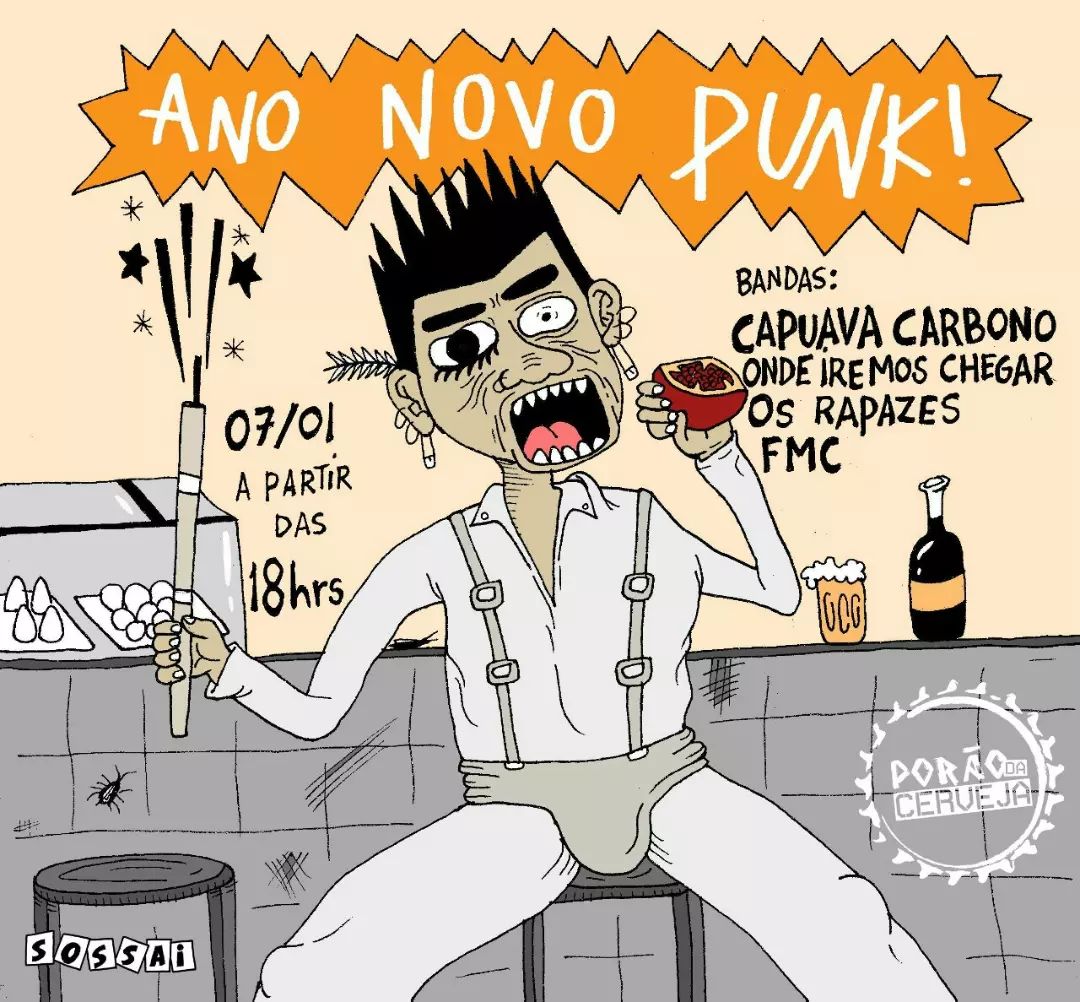 ANO NOVO PUNK!
BANDAS:
CAPUAVA CARBONO
ONDE IREMOS CHEGAR
OS RAPAZES
FMC
07/01
A PARTIR
DAS
18hrs
GCG
PORÃO DA
CERVEJA
SOSSAI